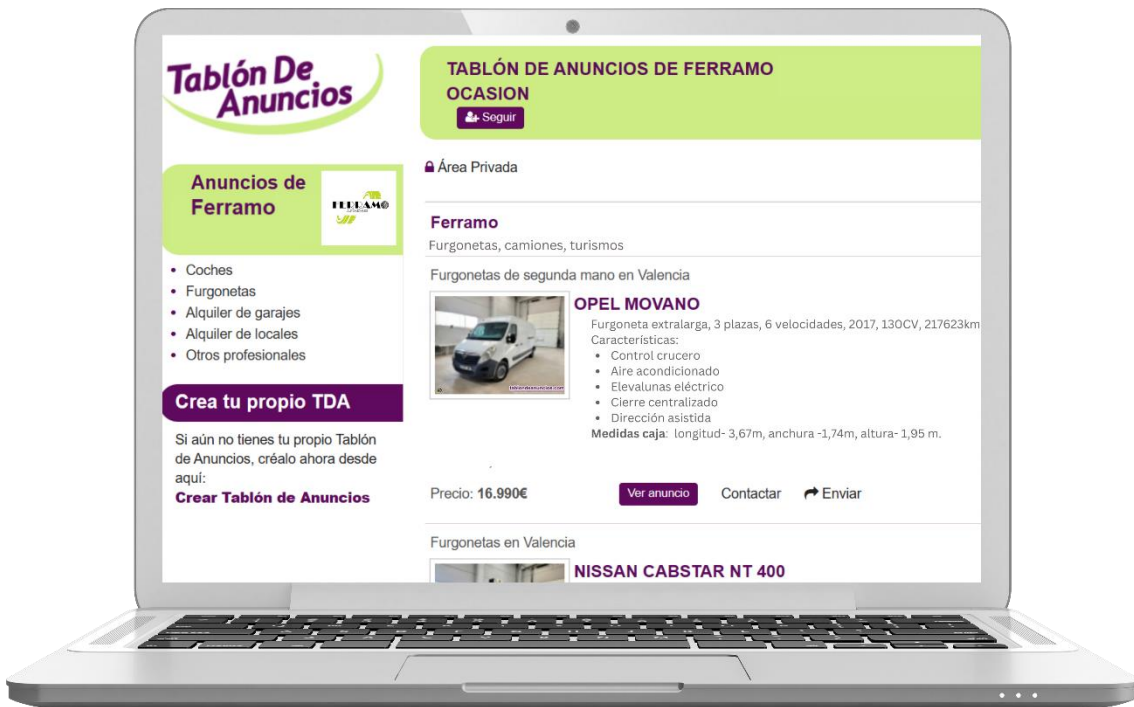 Tablón De
Anuncios
TABLÓN DE ANUNCIOS DE FERRAMO
OCASION
Seguir
Área Privada
Anuncios de
Ferramo
FERRAMO
Ferramo
Furgonetas, camiones, turismos
• Coches
• Furgonetas
• Alquiler de garajes
• Alquiler de locales
• Otros profesionales
Crea tu propio TDA
Si aún no tienes tu propio Tablón
de Anuncios, créalo ahora desde
aquí:
Crear Tablón de Anuncios
Furgonetas de segunda mano en Valencia
OPEL MOVANO
Furgoneta extralarga, 3 plazas, 6 velocidades, 2017, 130CV, 217623km
Características:
• Control crucero
• Aire acondicionado
• Elevalunas eléctrico
• Cierre centralizado
• Dirección asistida
Medidas caja: longitud- 3,67m, anchura -1,74m, altura- 1,95 m.
tablondeanuncios.com
Precio: 16.990€
Ver anuncio
Contactar
Enviar
Furgonetas en Valencia
NISSAN CABSTAR NT 400